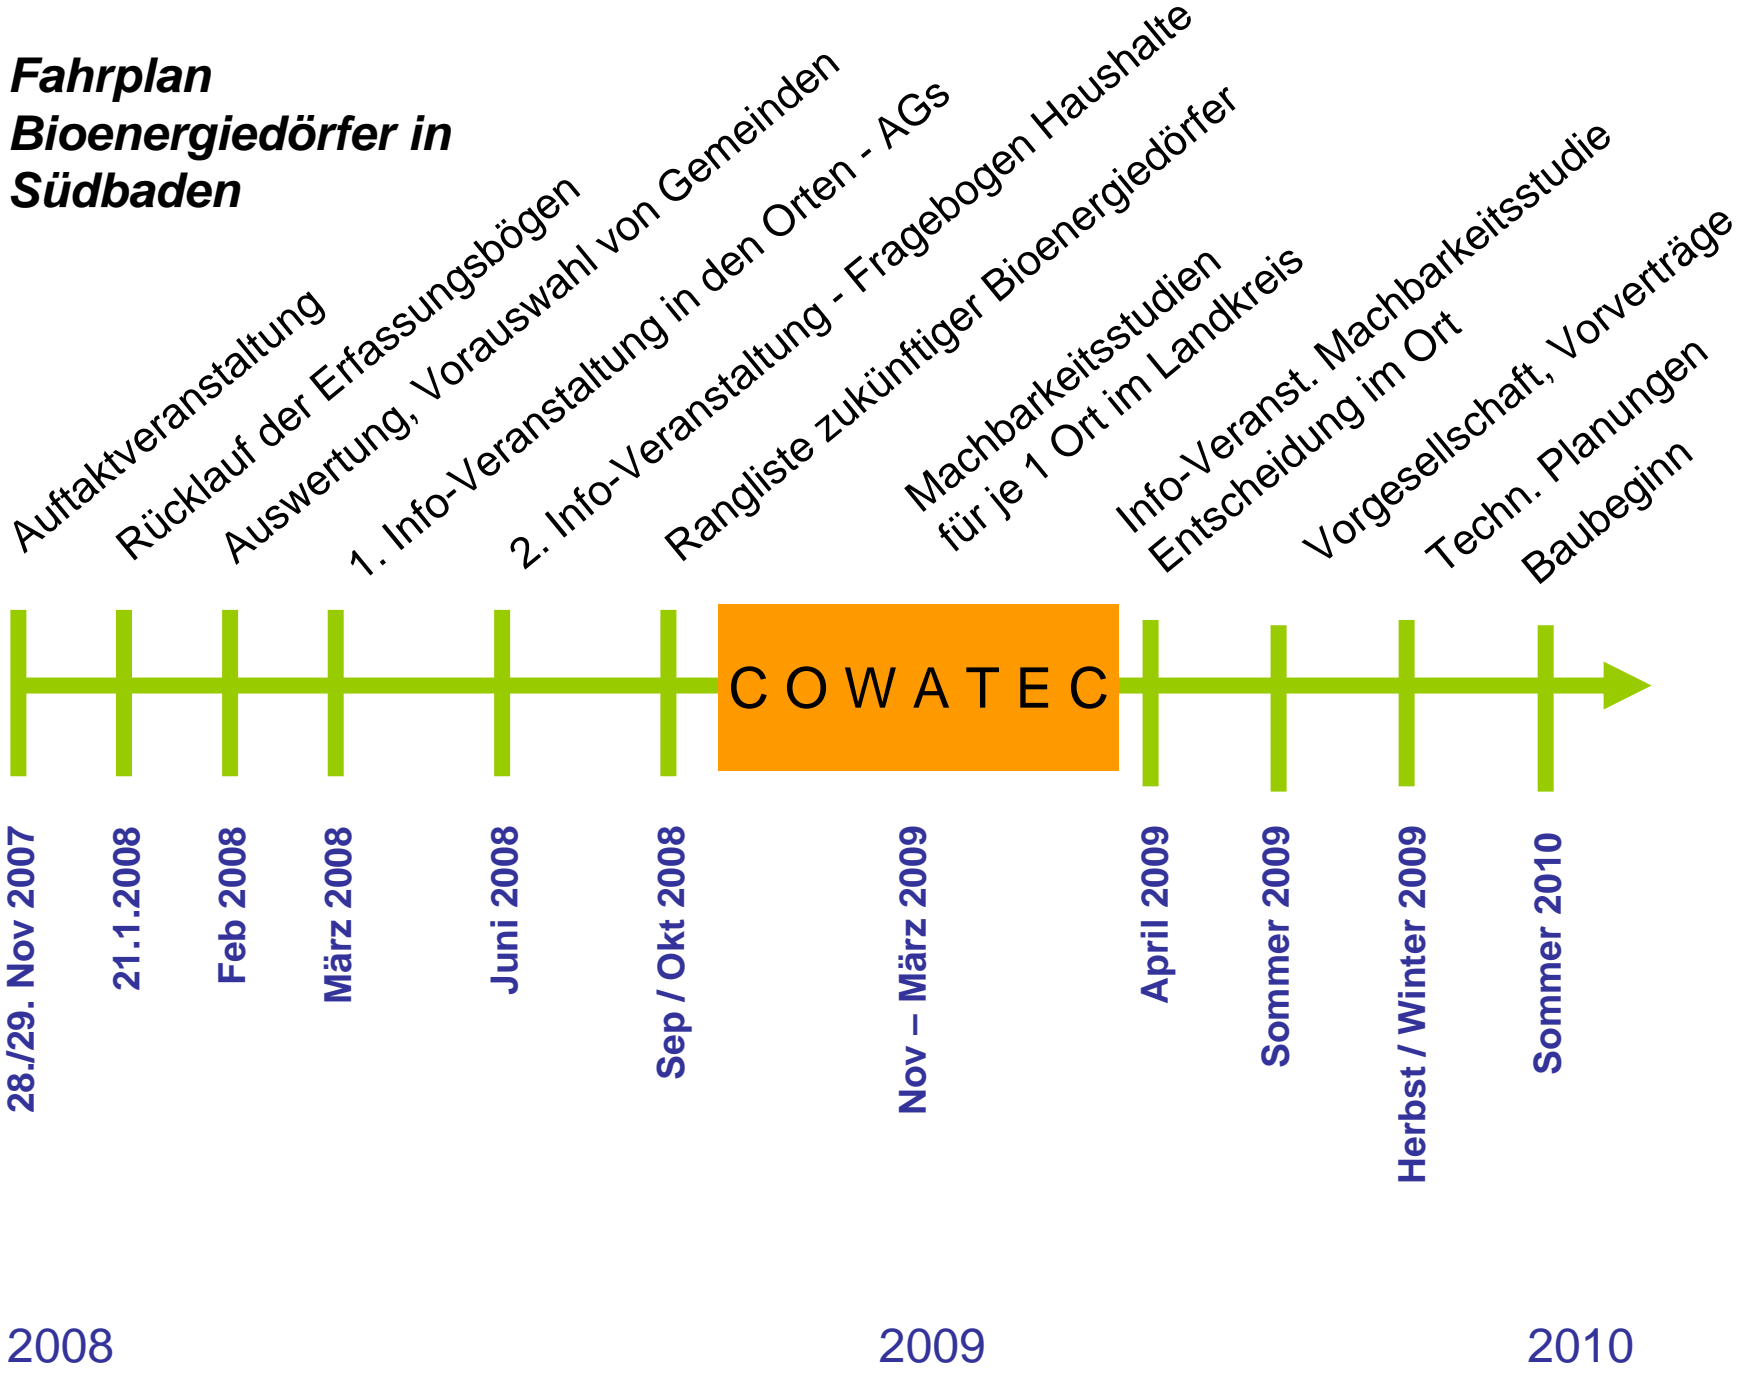 Fahrplan
Bioenergiedörfer in
Südbaden
Auftaktveranstaltung
Rücklauf der Erfassungsbögen
Auswertung, Vorauswahl von Gemeinden
1. Info-Veranstaltung in den Orten - AGs
2. Info-Veranstaltung - Fragebogen Haushalte
Rangliste zukünftiger Bioenergiedörfer
Machbarkeitsstudien
für je 1 Ort im Landkreis
Info-Veranst. Machbarkeitsstudie
Entscheidung im Ort
Vorgesellschaft, Vorverträge
Techn. Planungen
Baubeginn
C O W A T E C
28./29. Nov 2007
21.1.2008
Feb 2008
März 2008
Juni 2008
Sep / Okt 2008
Nov – März 2009
April 2009
Sommer 2009
Herbst / Winter 2009
Sommer 2010
2008
2009
2010